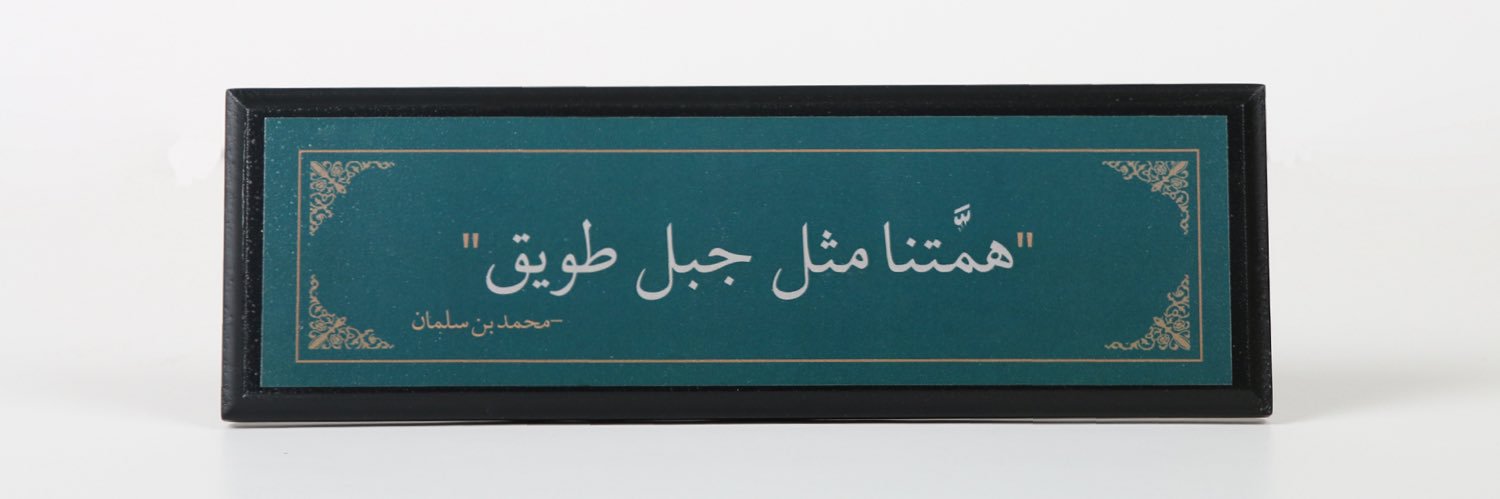 "همَّتنا مثل جبل طويق"
-محمد بن سلمان